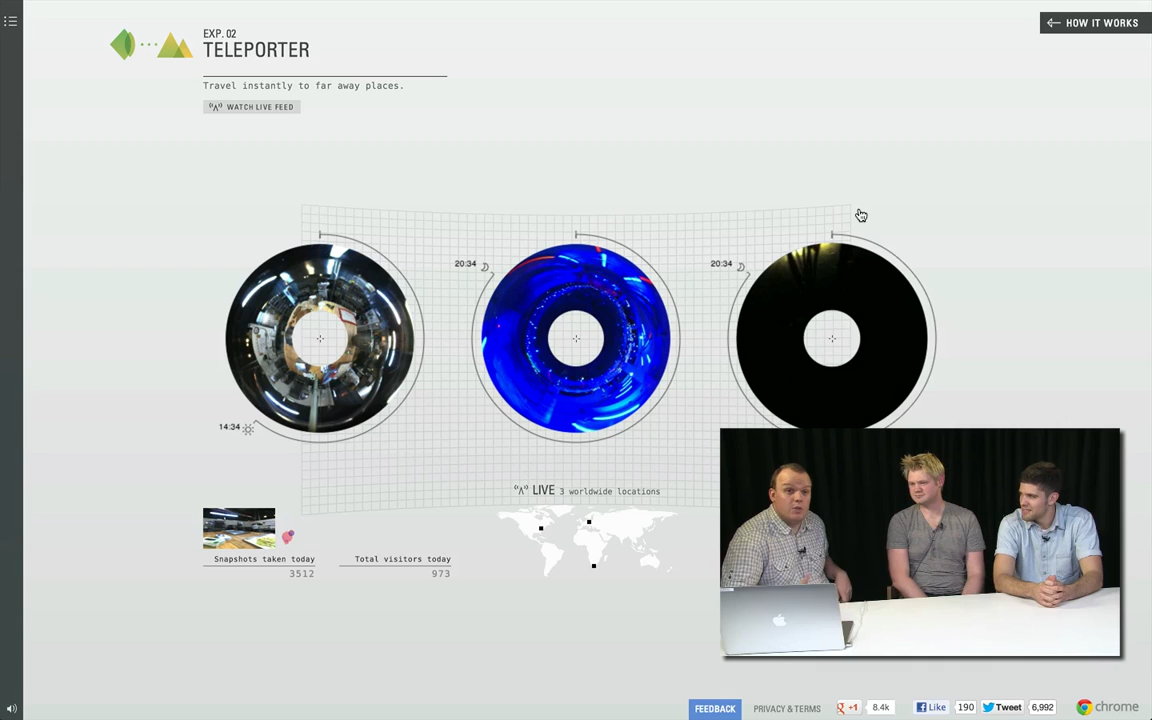 EXP. 02
TELEPORTER
HOW IT WORKS
Travel instantly to far away places.
WATCH LIVE FEED
20:34
20:34
14:34
LIVE 3 worldwide locations
Snapshots taken today
3512
Total visitors today
973
FEEDBACK
PRIVACY & TERMS
+1
8.4k
Like
190
Tweet
6,992
chrome